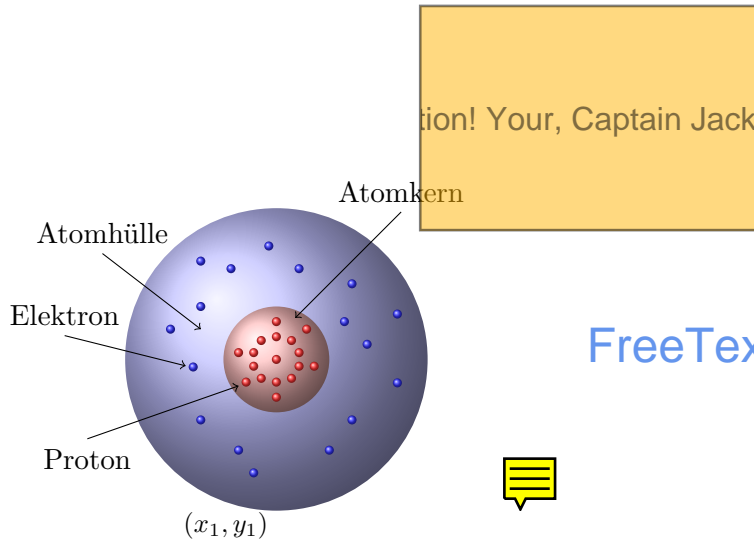 tion! Your, Captain Jack
Atomkern
Atomhülle
Elektron
FreeTex
Proton
(x₁, y₁)